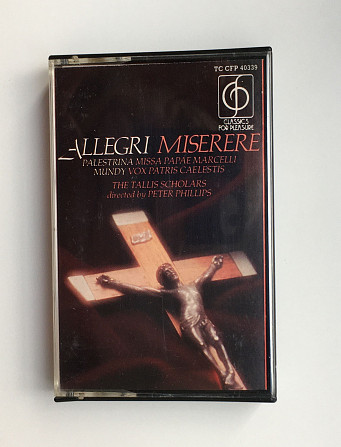 TC CFP 40339
CLASSICS
FOR PLEASURE
ALLEGRI MISERERE
PALESTRINA MISSA PAPAE MARCELLI
MUNDY VOX PATRIS CAELESTIS
THE TALLIS SCHOLARS
directed by PETER PHILLIPS